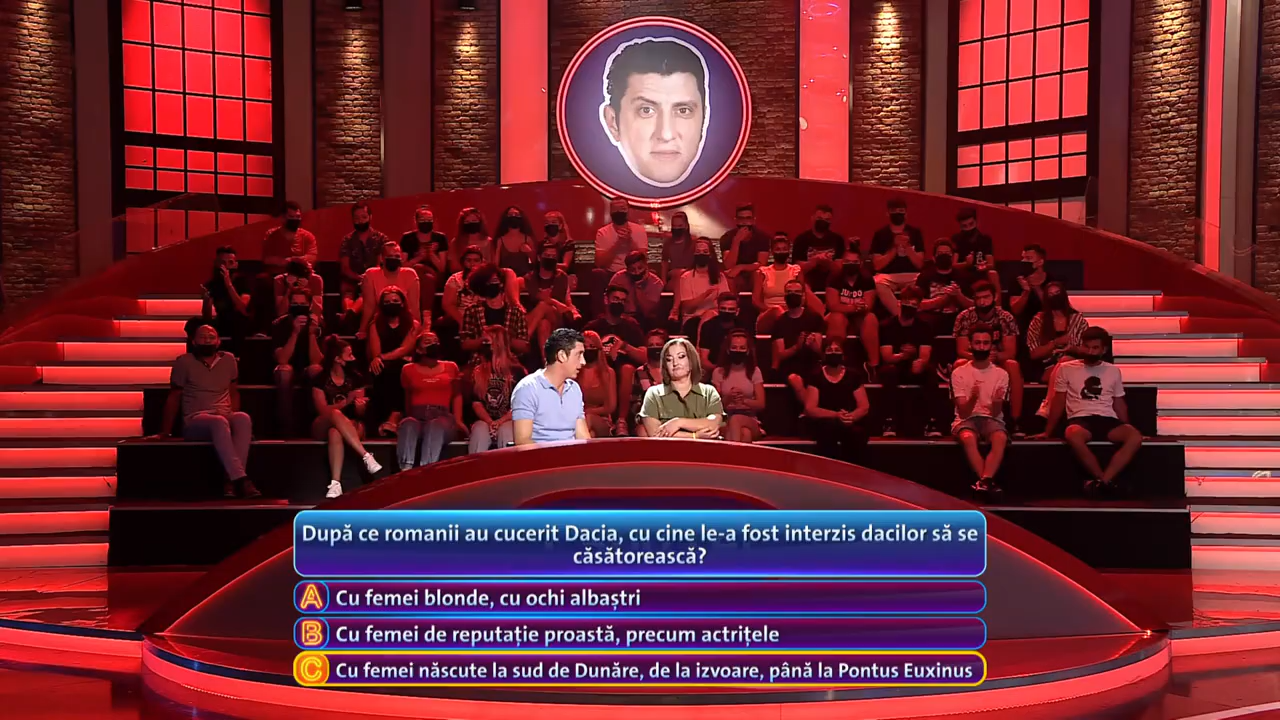 După ce romanii au cucerit Dacia, cu cine le-a fost interzis dacilor să se
căsătorească?
A Cu femei blonde, cu ochi albaștri
B Cu femei de reputație proastă, precum actrițele
C Cu femei născute la sud de Dunăre, de la izvoare, până la Pontus Euxinus